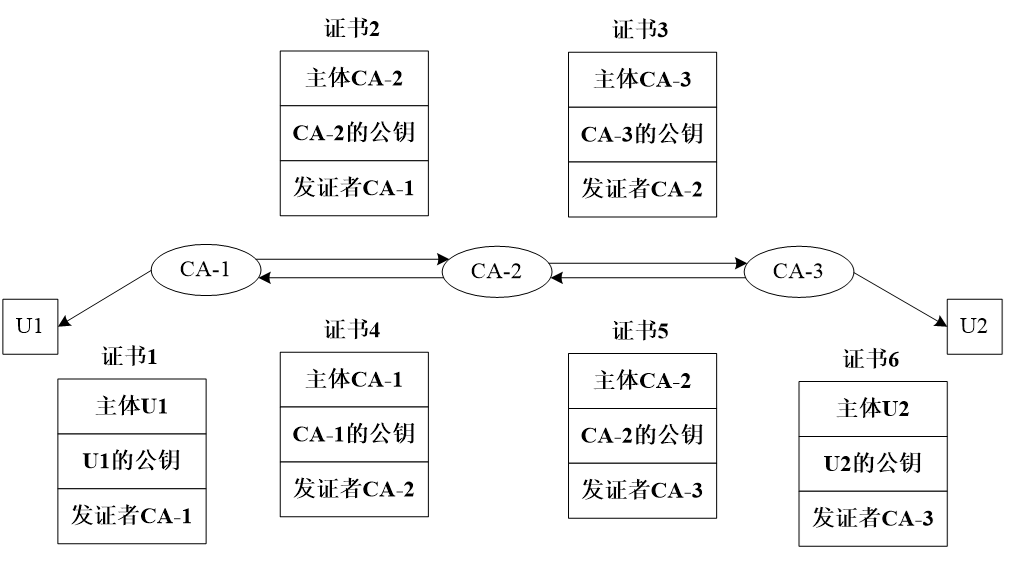 证书2
主体CA-2
CA-2的公钥
发证者CA-1
证书3
主体CA-3
CA-3的公钥
发证者CA-2
CA-1
CA-2
CA-3
U1
U2
证书1
主体U1
U1的公钥
发证者CA-1
证书4
主体CA-1
CA-1的公钥
发证者CA-2
证书5
主体CA-2
CA-2的公钥
发证者CA-3
证书6
主体U2
U2的公钥
发证者CA-3